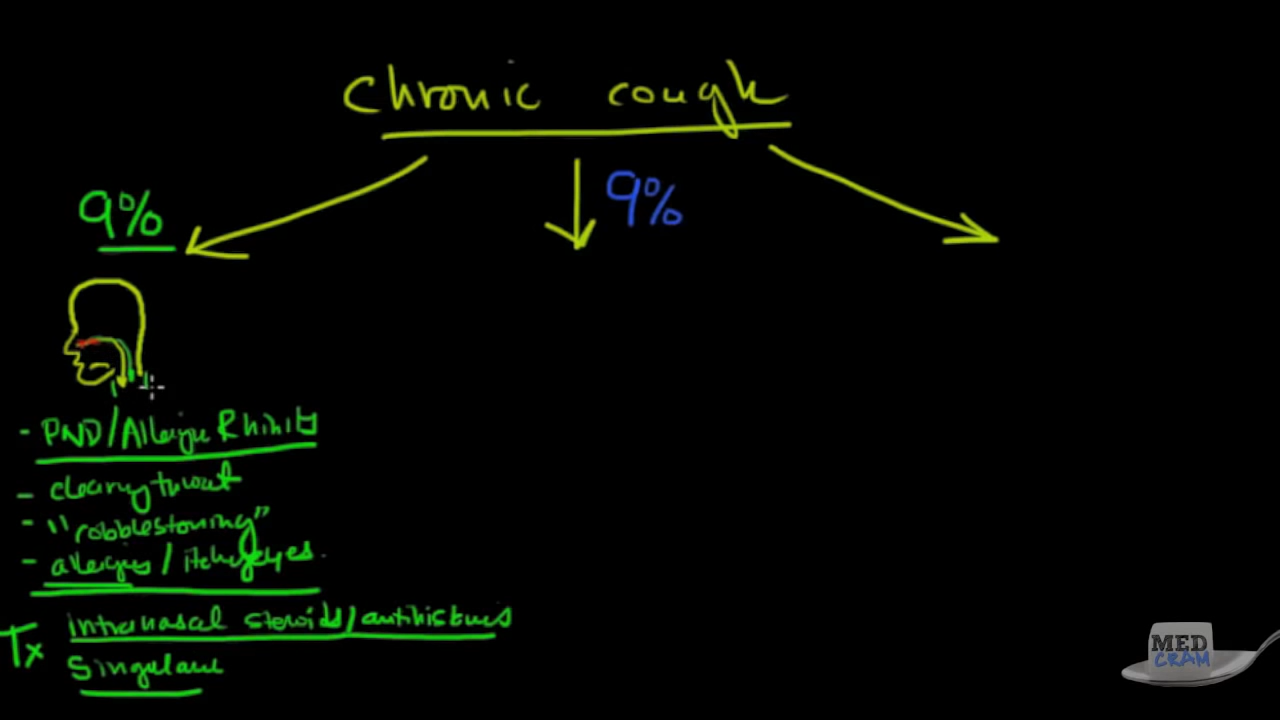 Chronic cough
9%
9%
- PND/Allergic Rhinitis
- clearing throat
- "cobblestoning"
- allergies / itchy eyes.
Tx intranasal steroids/antihistamines
Singulair
MED
CRAM